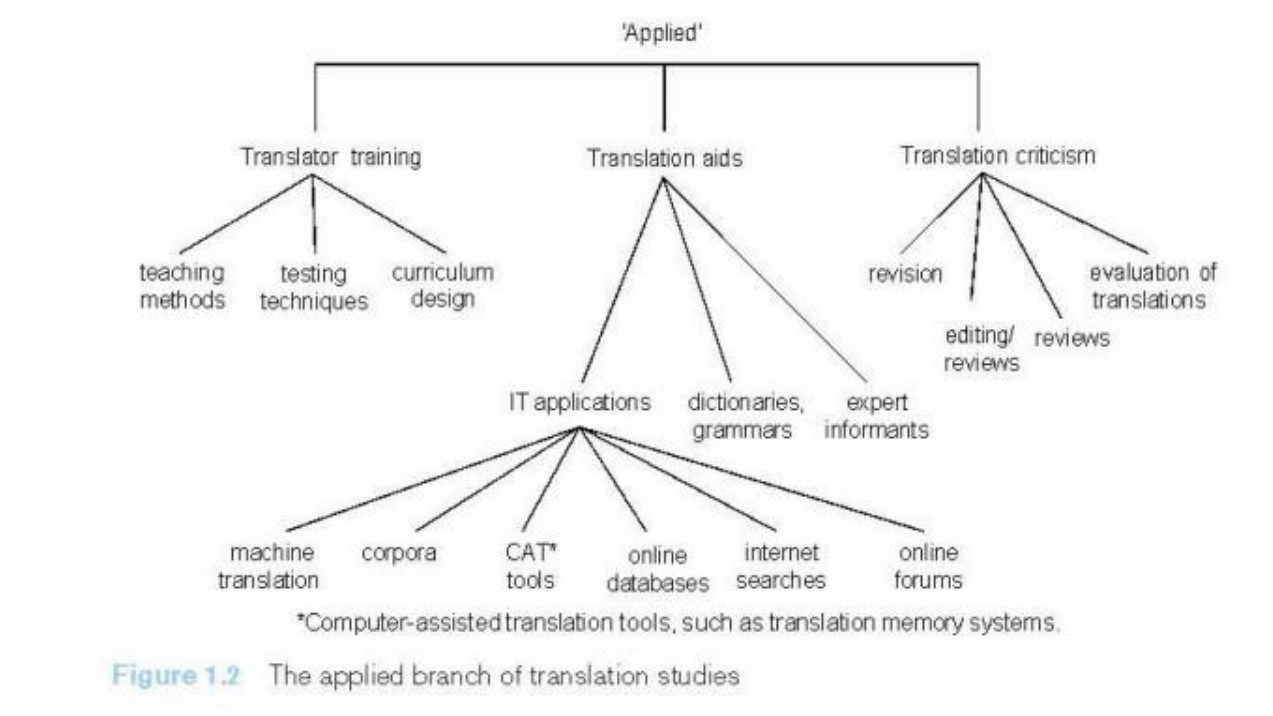 'Applied'
Translator training
Translation aids
Translation criticism
teaching
methods
testing
techniques
curriculum
design
revision
editing/
reviews
reviews
evaluation of
translations
IT applications
dictionaries,
grammars
expert
informants
machine
translation
corpora
CAT*
tools
online
databases
internet
searches
online
forums
*Computer-assisted translation tools, such as translation memory systems.
Figure 1.2 The applied branch of translation studies